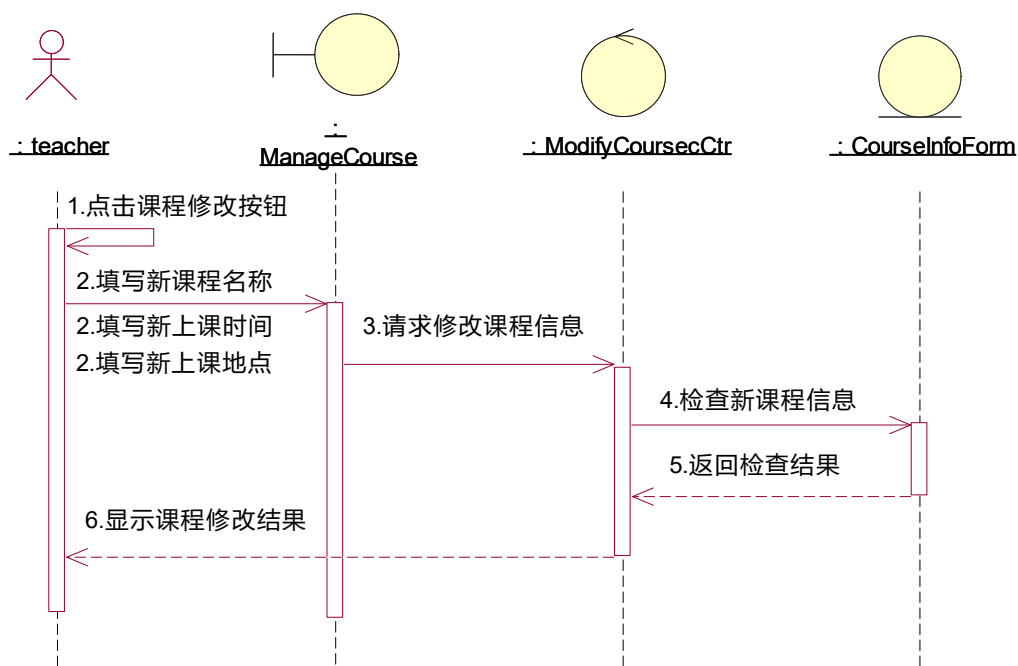 : teacher
:
ManageCourse
: ModifyCoursecCtr
: CourseInfoForm
1.点击课程修改按钮
2.填写新课程名称
2.填写新上课时间
2.填写新上课地点
3.请求修改课程信息
4.检查新课程信息
5.返回检查结果
6.显示课程修改结果